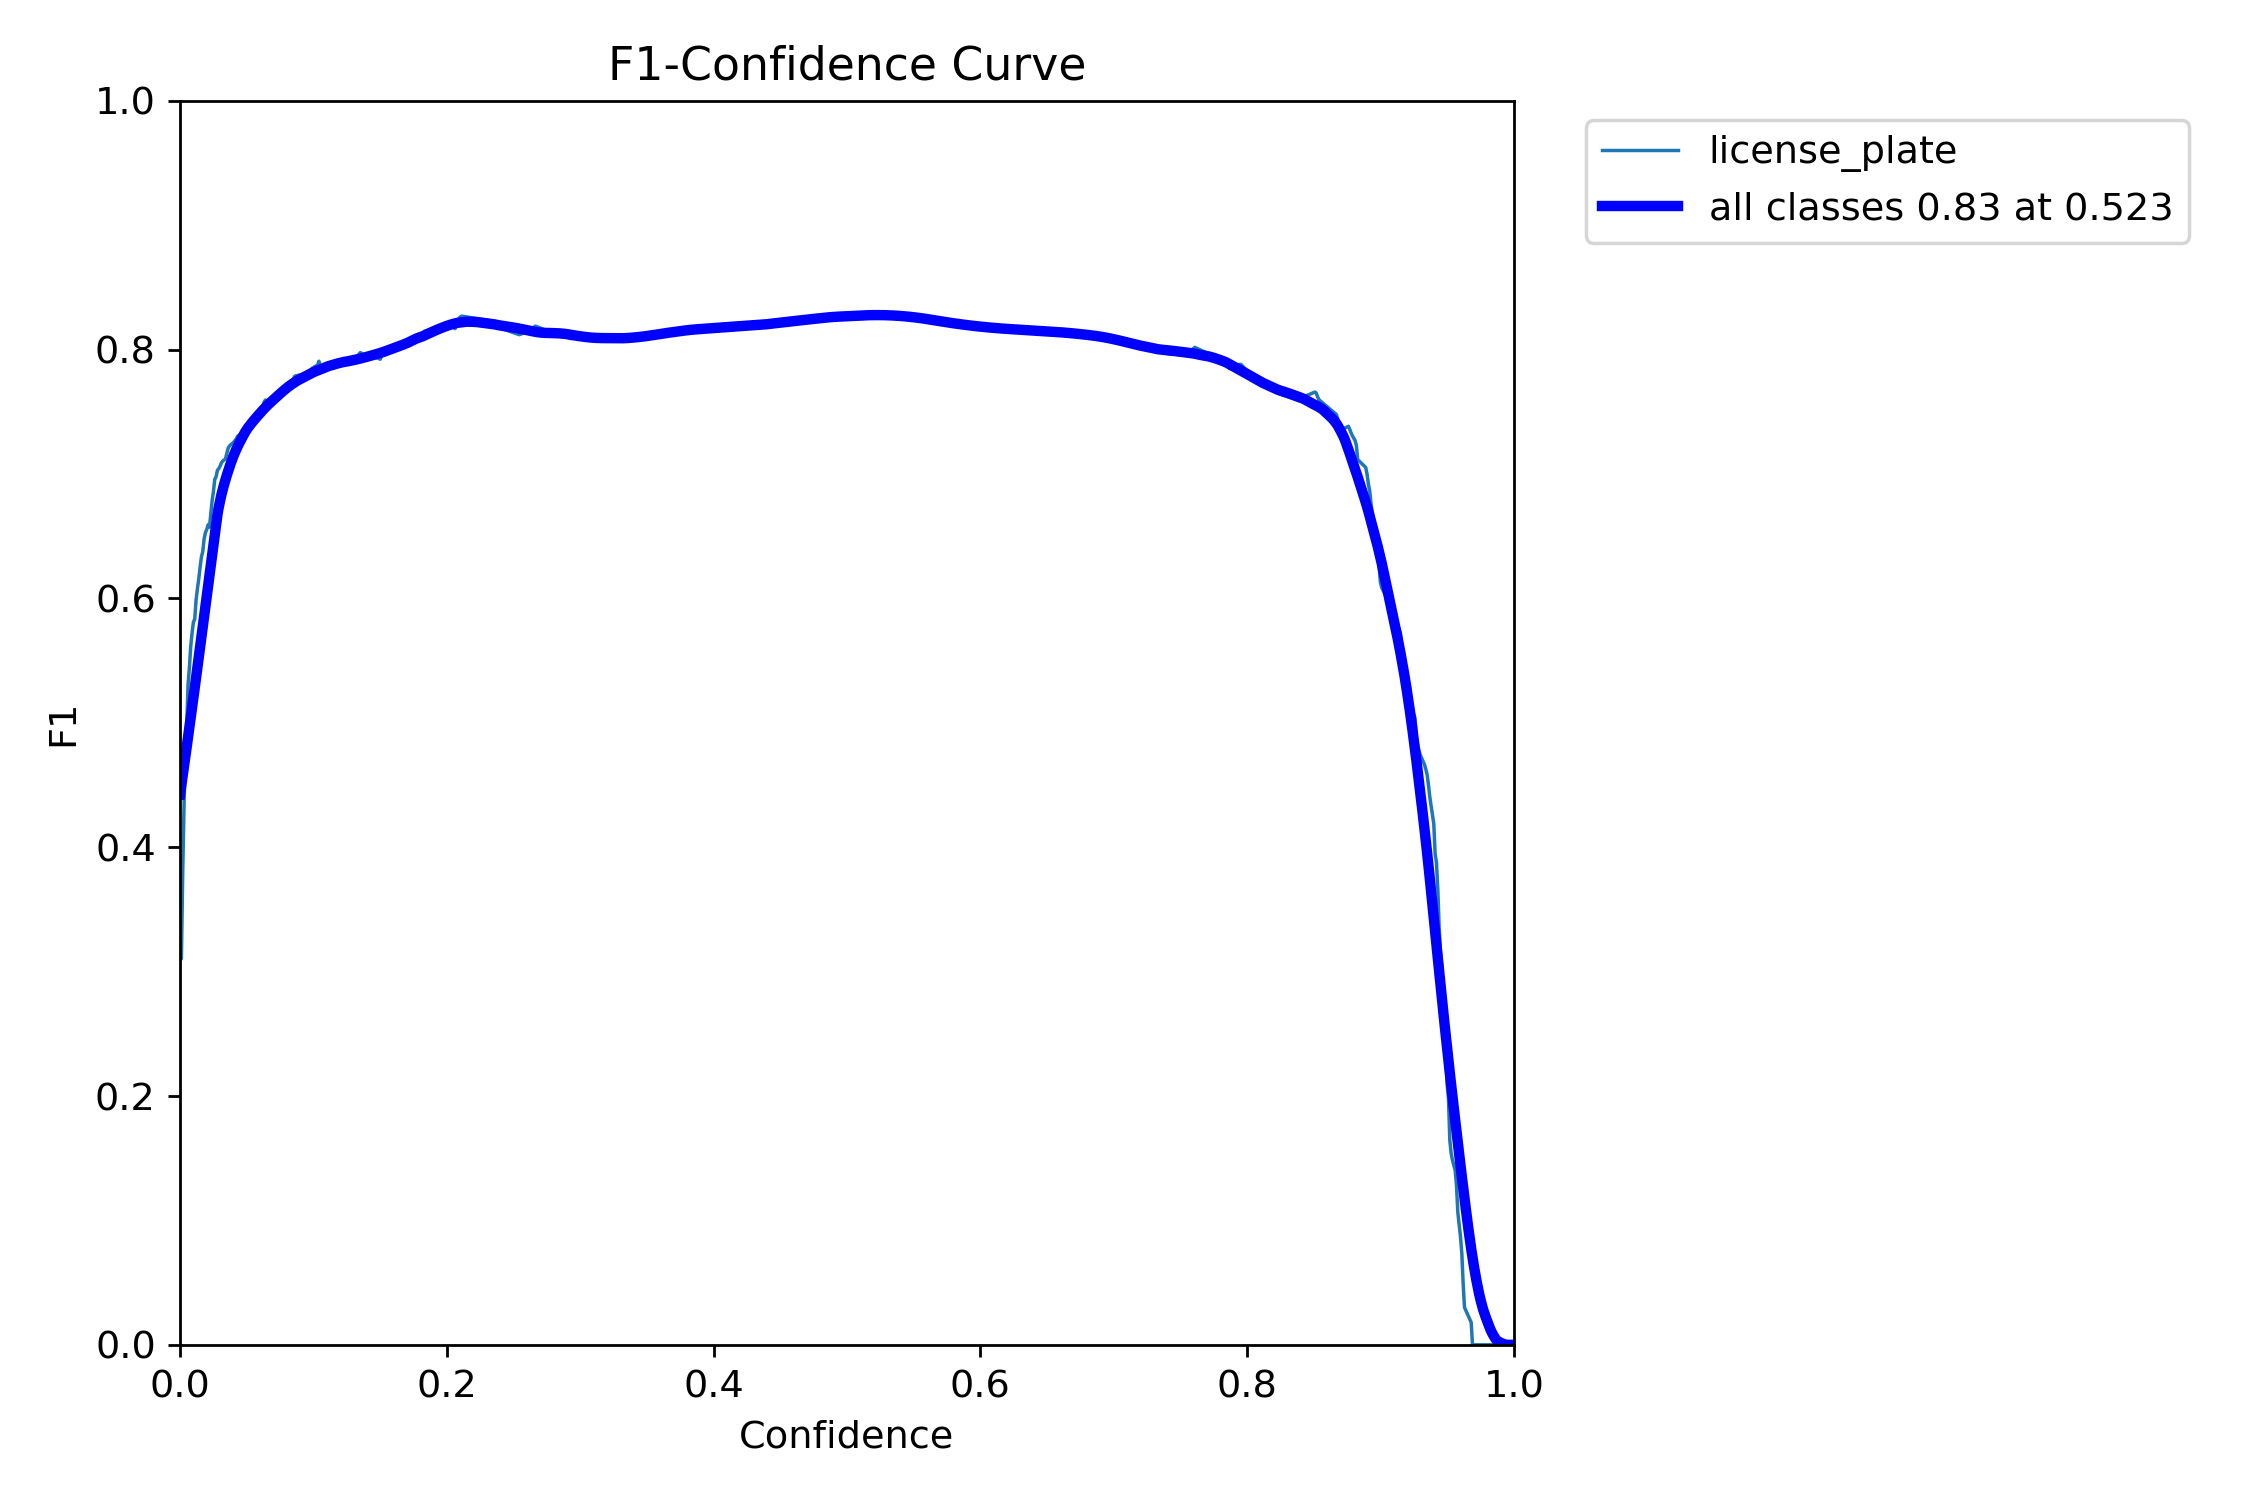 F1-Confidence Curve
1.0
0.8
0.6
0.4
0.2
0.0
F1
0.0 0.2 0.4 0.6 0.8 1.0
Confidence
license_plate
all classes 0.83 at 0.523